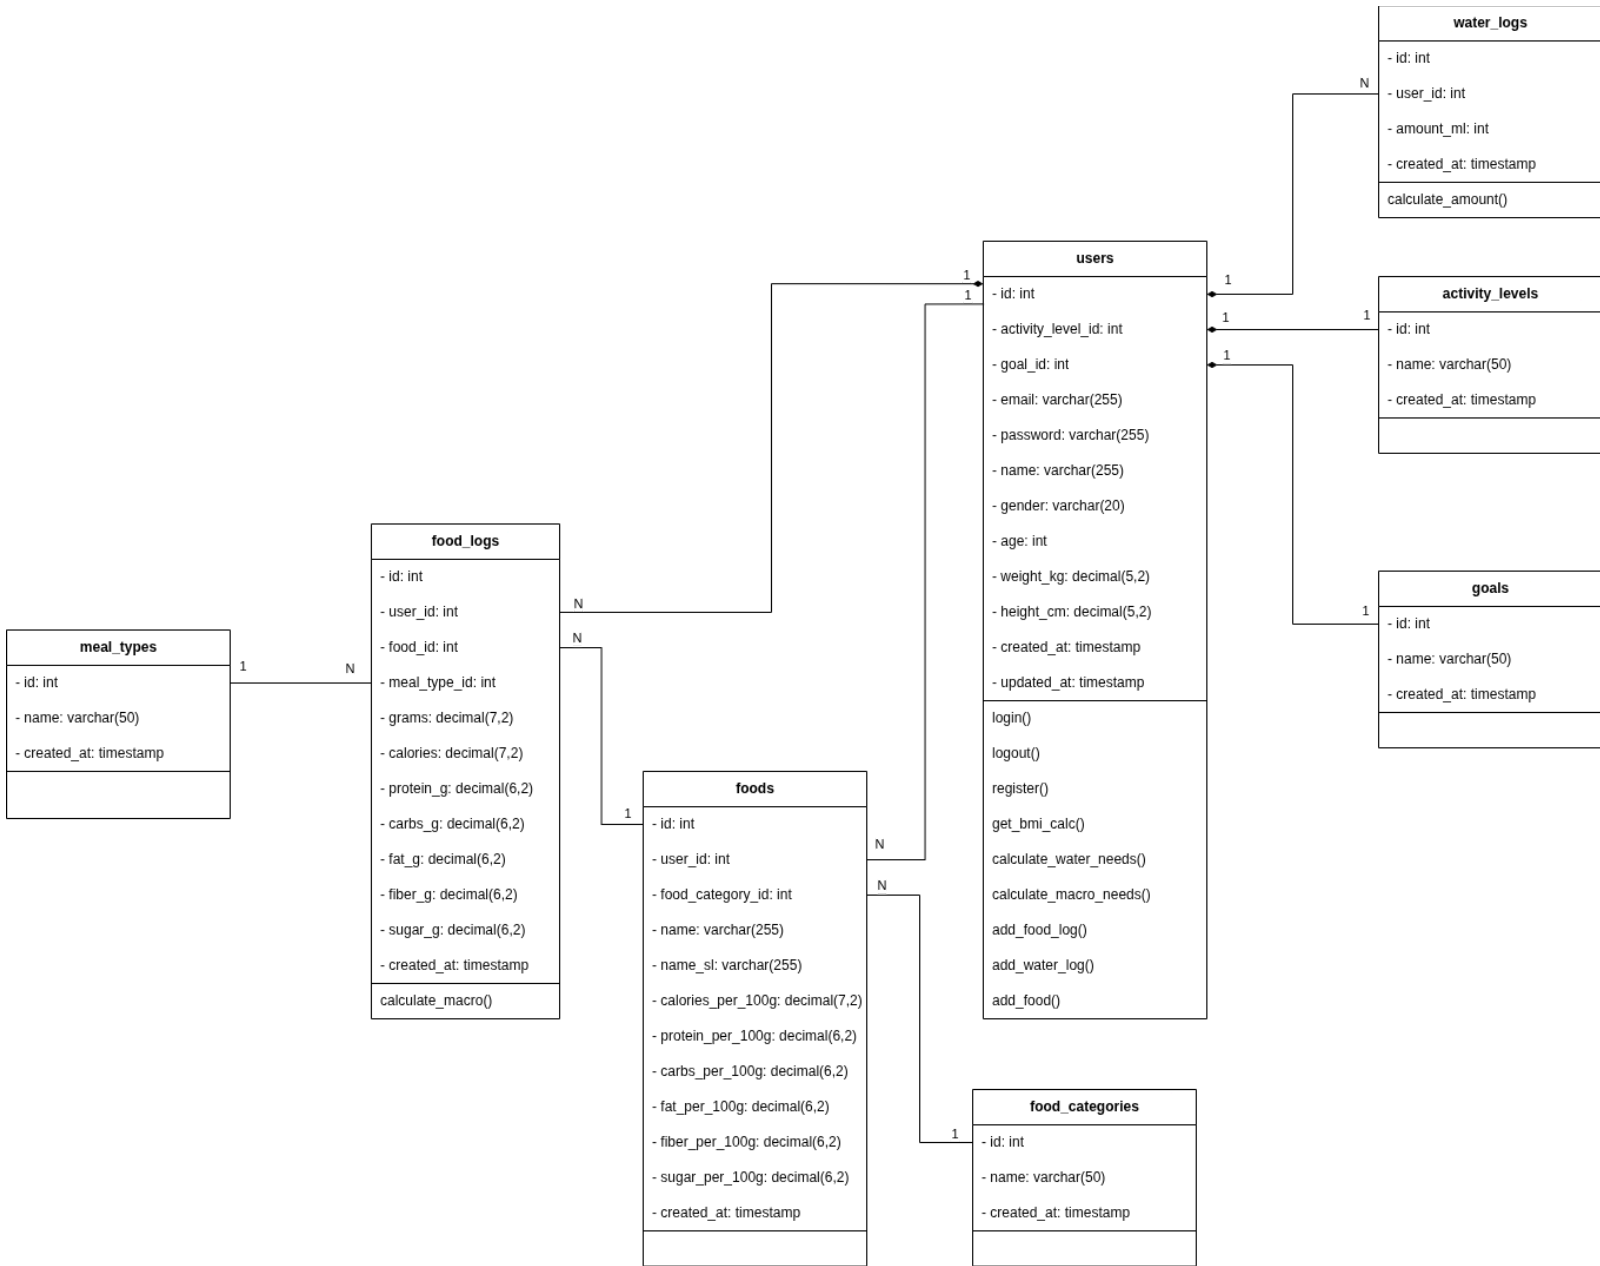 water_logs
- id: int
- user_id: int
- amount_ml: int
- created_at: timestamp
calculate_amount()
N
1
users
- id: int
- activity_level_id: int
- goal_id: int
- email: varchar(255)
- password: varchar(255)
- name: varchar(255)
- gender: varchar(20)
- age: int
- weight_kg: decimal(5,2)
- height_cm: decimal(5,2)
- created_at: timestamp
- updated_at: timestamp
login()
logout()
register()
get_bmi_calc()
calculate_water_needs()
calculate_macro_needs()
add_food_log()
add_water_log()
add_food()
1
1
1
1
activity_levels
- id: int
- name: varchar(50)
- created_at: timestamp
1
1
goals
- id: int
- name: varchar(50)
- created_at: timestamp
food_logs
- id: int
- user_id: int
- food_id: int
- meal_type_id: int
- grams: decimal(7,2)
- calories: decimal(7,2)
- protein_g: decimal(6,2)
- carbs_g: decimal(6,2)
- fat_g: decimal(6,2)
- fiber_g: decimal(6,2)
- sugar_g: decimal(6,2)
- created_at: timestamp
calculate_macro()
N
N
meal_types
- id: int
- name: varchar(50)
- created_at: timestamp
1
N
1
foods
- id: int
- user_id: int
- food_category_id: int
- name: varchar(255)
- name_sl: varchar(255)
- calories_per_100g: decimal(7,2)
- protein_per_100g: decimal(6,2)
- carbs_per_100g: decimal(6,2)
- fat_per_100g: decimal(6,2)
- fiber_per_100g: decimal(6,2)
- sugar_per_100g: decimal(6,2)
- created_at: timestamp
N
N
1
food_categories
- id: int
- name: varchar(50)
- created_at: timestamp